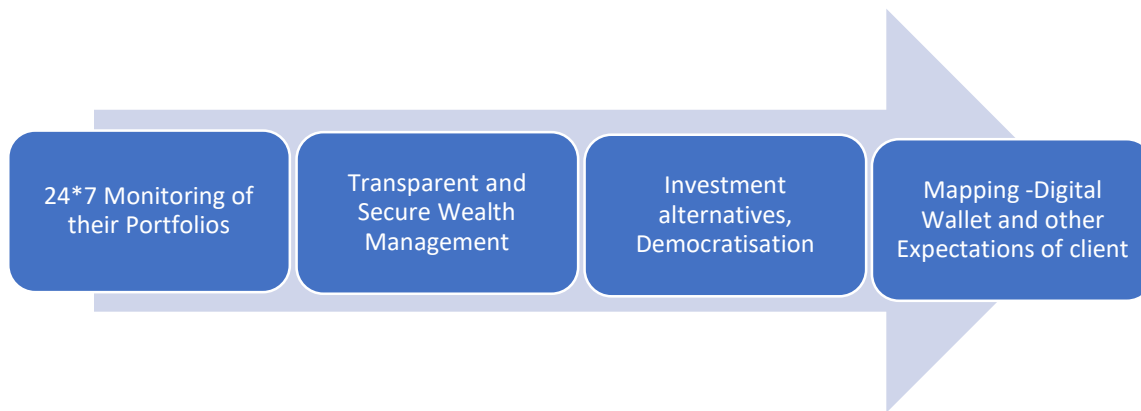 24*7 Monitoring of
their Portfolios
Transparent and
Secure Wealth
Management
Investment
alternatives,
Democratisation
Mapping -Digital
Wallet and other
Expectations of client